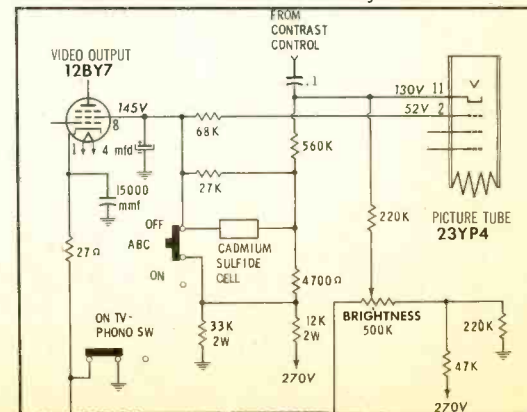 FROM
CONTRAST
CONTROL
VIDEO OUTPUT
12BY7
.1
130V 11
145V
52V 2
8
68K
1 4 mfd
560K
15000
mmf
27K
220K
PICTURE TUBE
23YP4
OFF
ABC
ON
27Ω
CADMIUM
SULFIDE
CELL
4700Ω
BRIGHTNESS
500K
ON TV-
PHONO SW
33K
2W
12K
2W
220K
47K
270V
270V